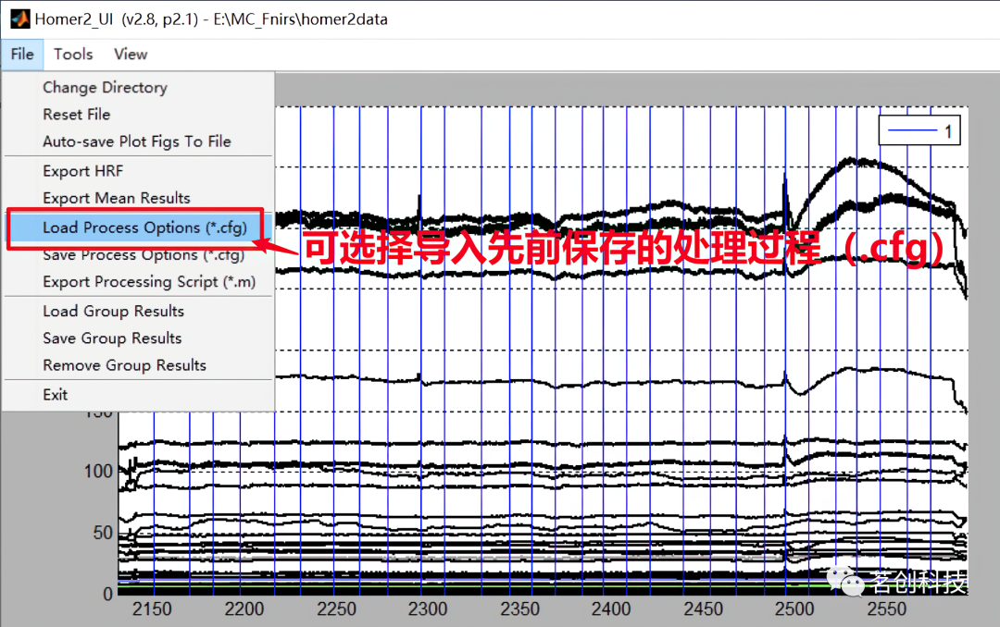 Homer2_UI (v2.8, p2.1) - E:\MC_Fnirs\homer2data
File Tools View
Change Directory
Reset File
Auto-save Plot Figs To File
Export HRF
Export Mean Results
Load Process Options (*.cfg)
Save Process Options (*.cfg)
Export Processing Script (*.m)
Load Group Results
Save Group Results
Remove Group Results
Exit
1
可选择导入先前保存的处理过程（.cfg）
150
100
50
0
2150 2200 2250 2300 2350 2400 2450 2500 2550
茗创科技